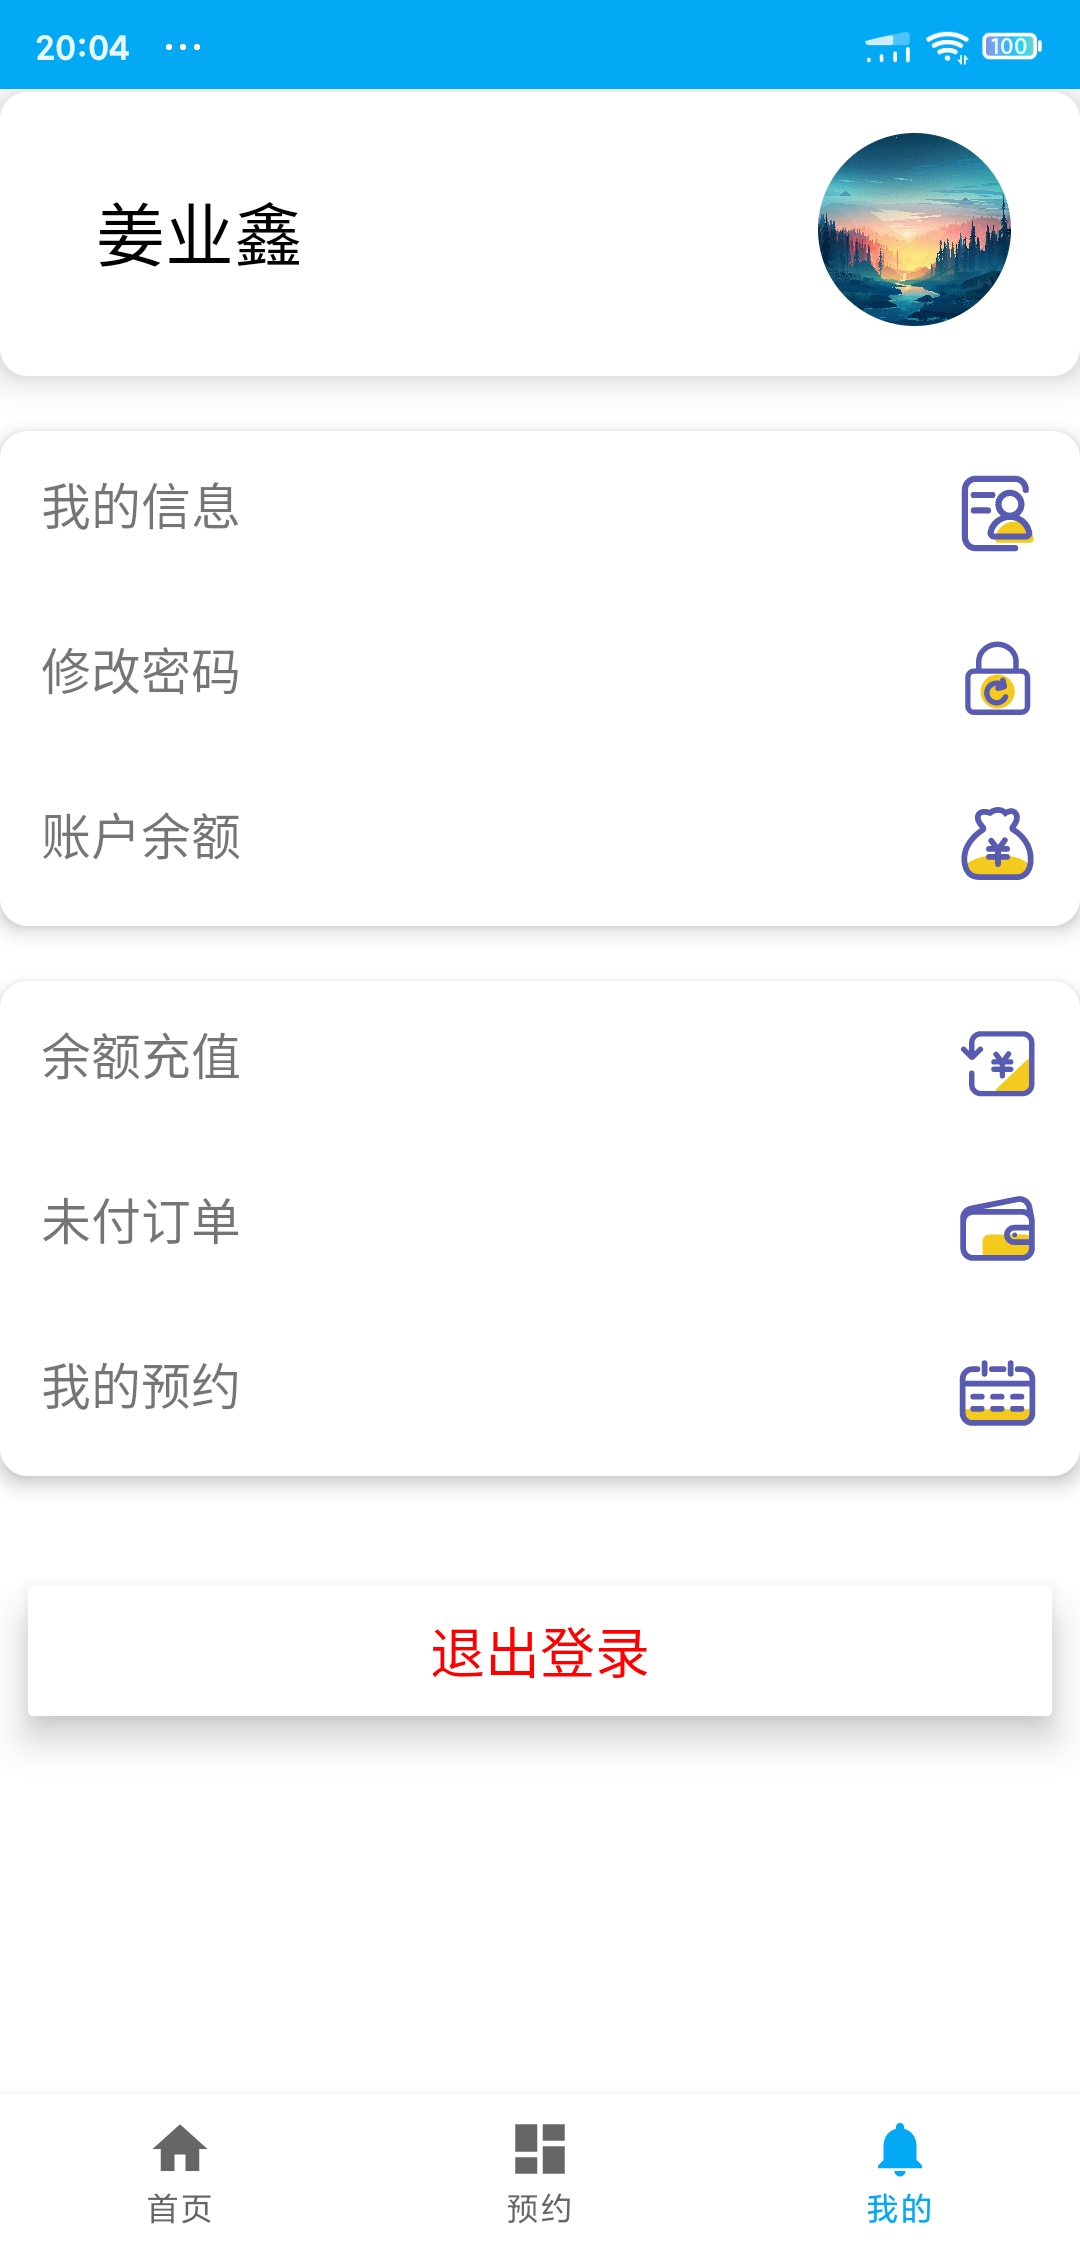 20:04 ...
100
姜业鑫
我的信息
修改密码
账户余额
余额充值
未付订单
我的预约
退出登录
首页
预约
我的